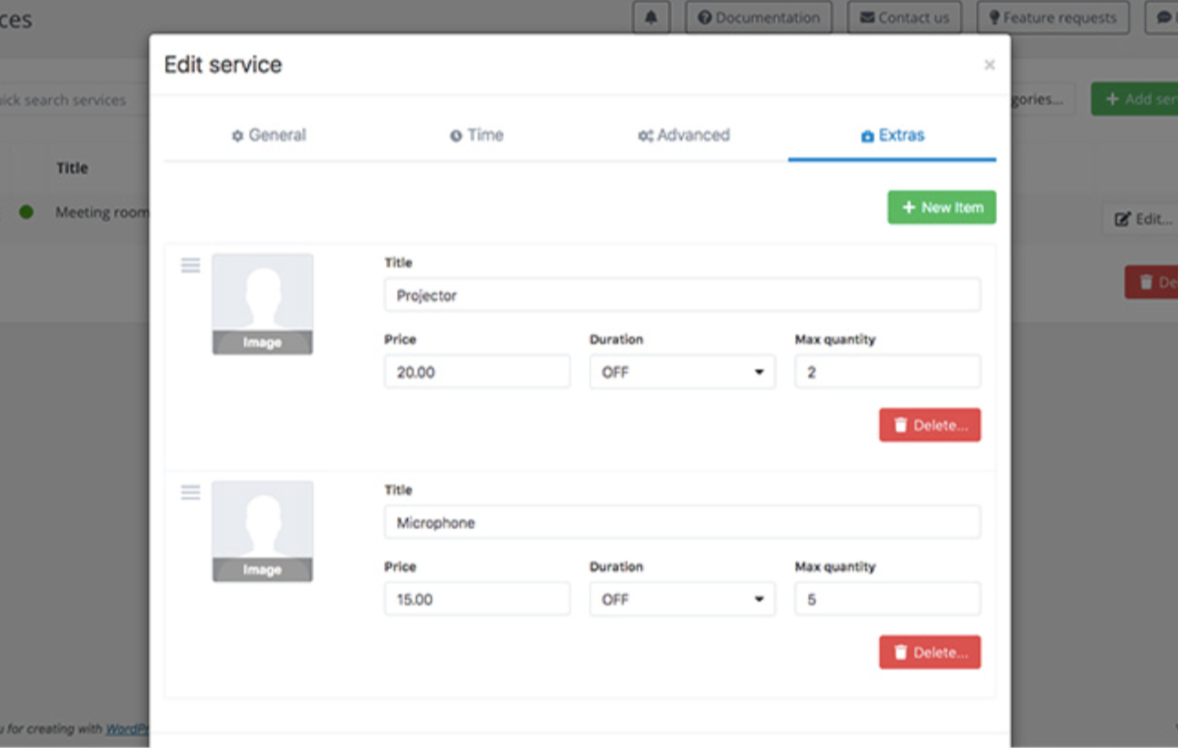 ces
Documentation
Contact us
Feature requests
Edit service
×
ick search services
gories...
+ Add ser
General
Time
Advanced
Extras
Title
+ New Item
Meeting room
Edit...
Title
Projector
De
Image
Price
Duration
Max quantity
20.00
OFF
2
Delete...
Title
Microphone
Image
Price
Duration
Max quantity
15.00
OFF
5
Delete...
u for creating with WordPr